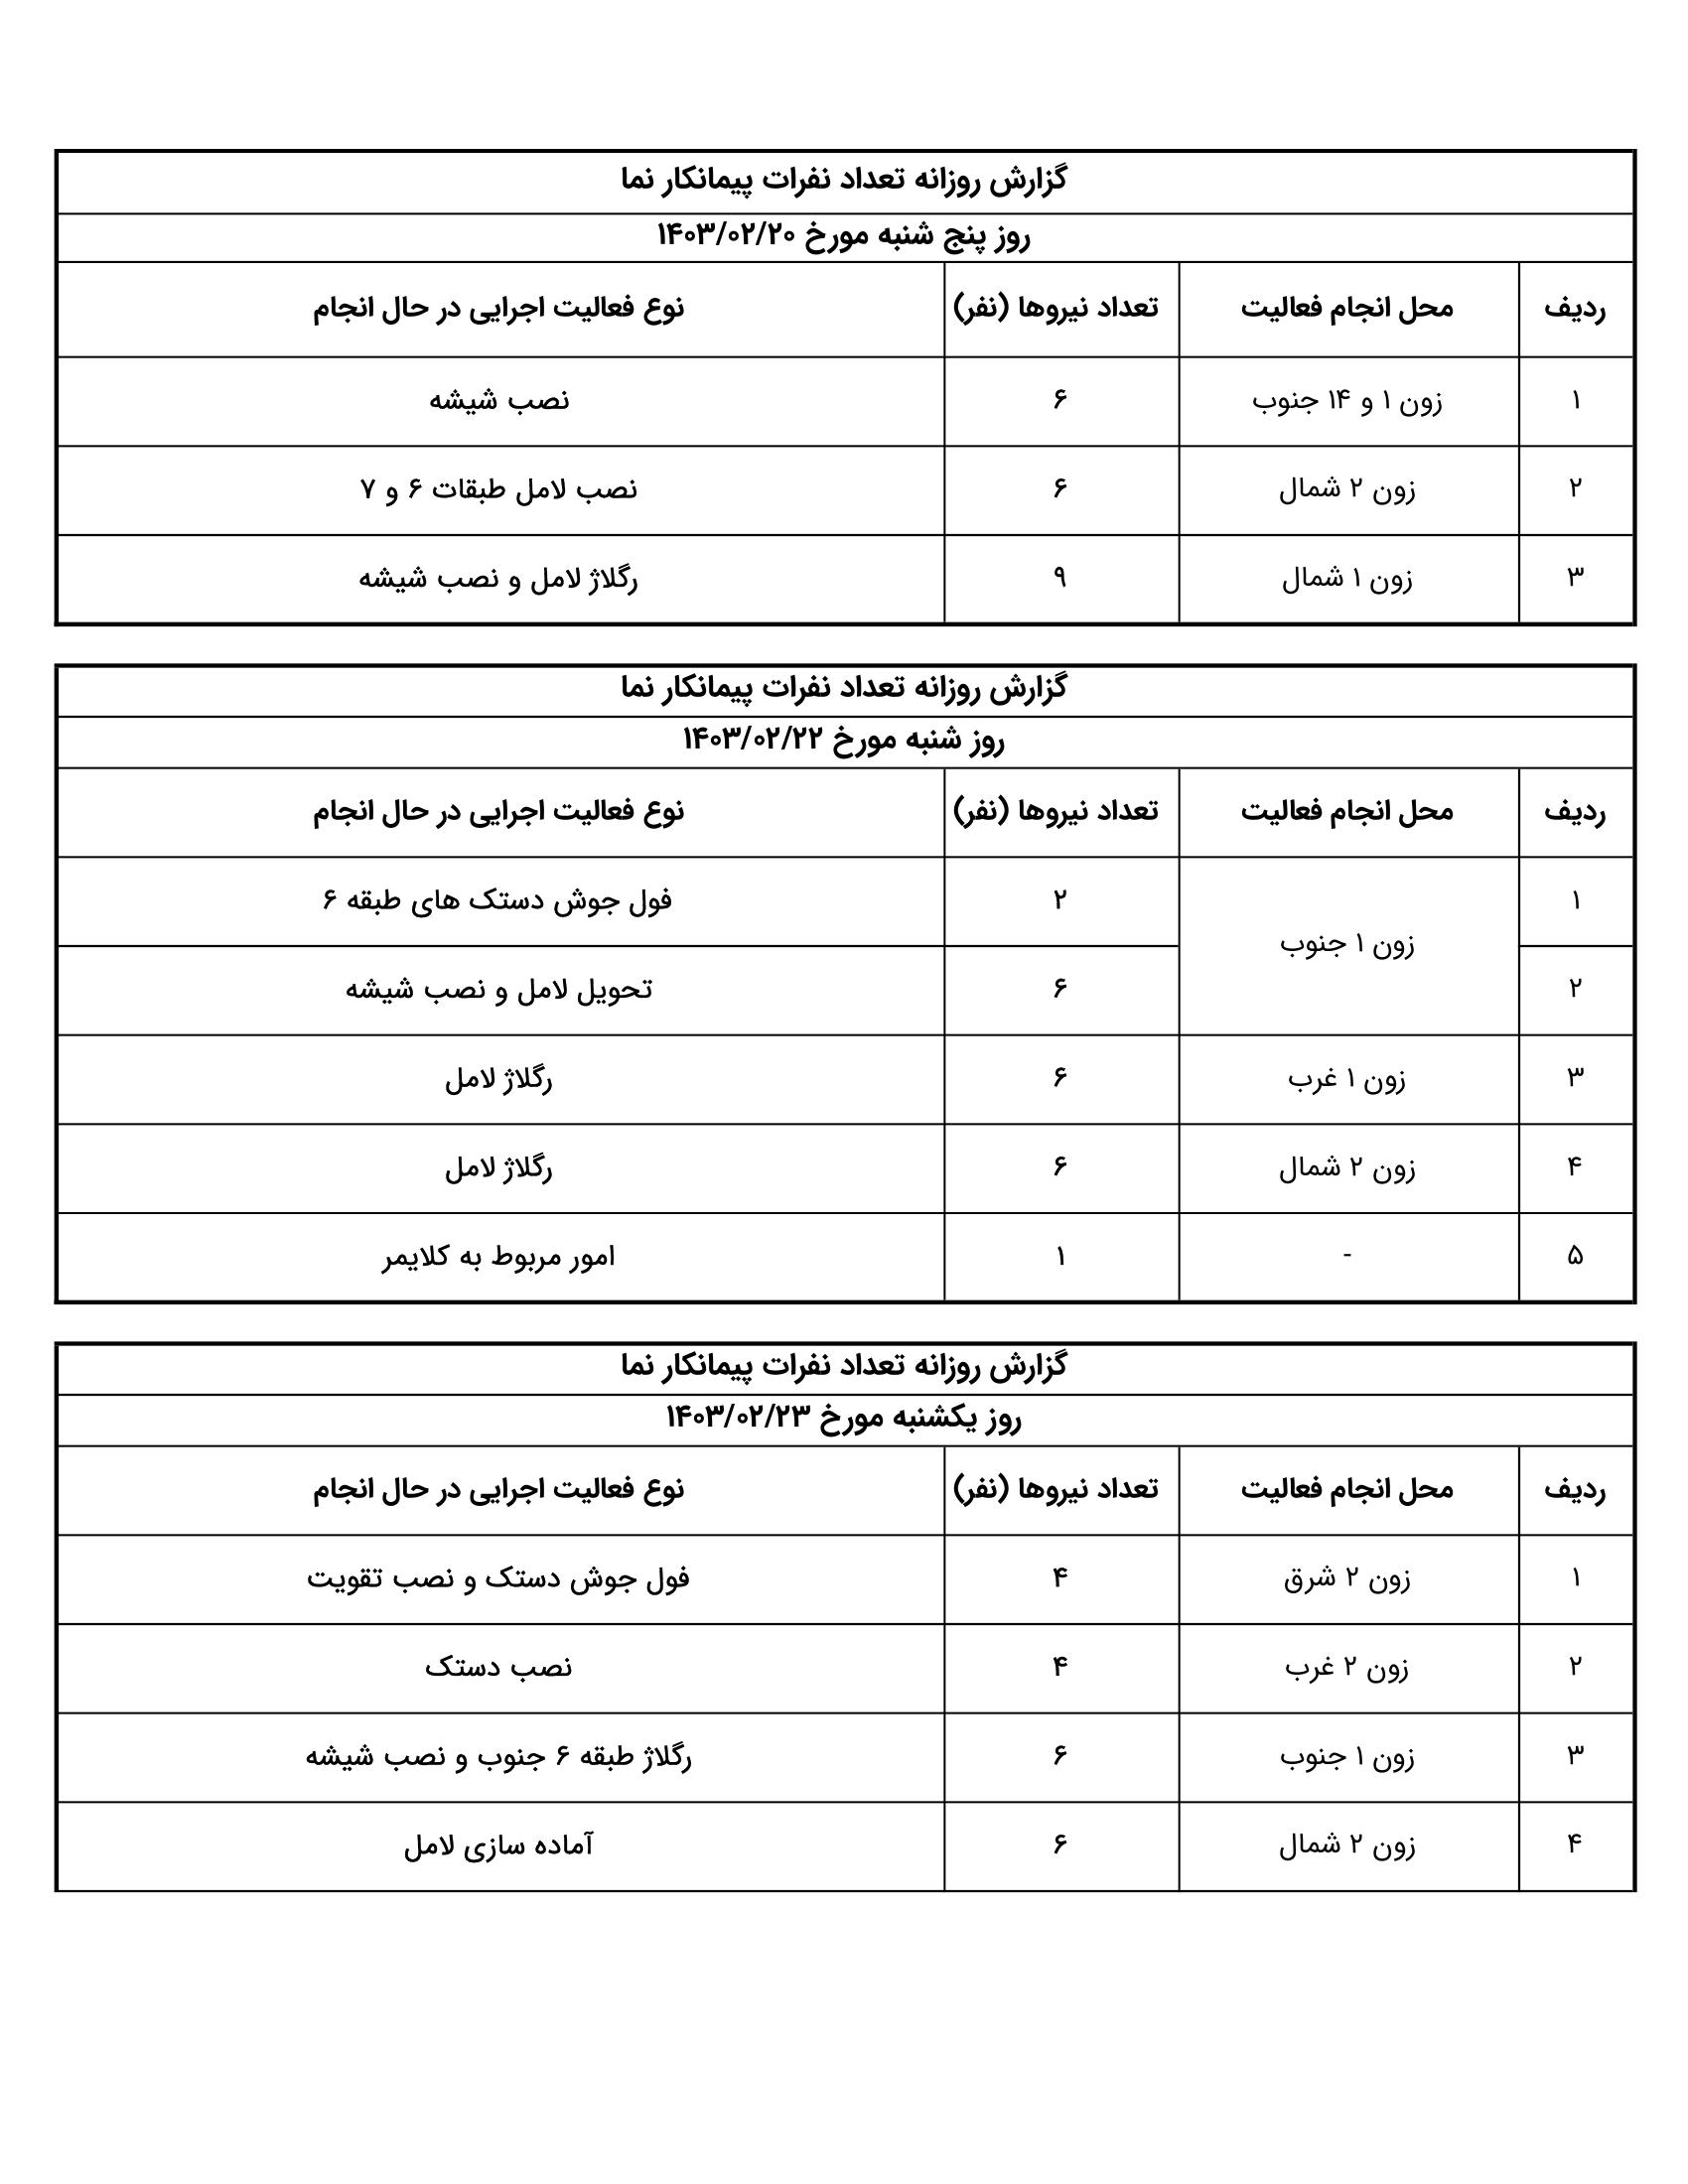 گزارش روزانه تعداد نفرات پیمانکار نما
روز پنج شنبه مورخ ۱۴۰۳/۰۲/۲۰
ردیف محل انجام فعالیت تعداد نیروها (نفر) نوع فعالیت اجرایی در حال انجام
۱ زون ۱ و ۱۴ جنوب ۶ نصب شیشه
۲ زون ۲ شمال ۶ نصب لامل طبقات ۶ و ۷
۳ زون ۱ شمال ۹ رگلاژ لامل و نصب شیشه
گزارش روزانه تعداد نفرات پیمانکار نما
روز شنبه مورخ ۱۴۰۳/۰۲/۲۲
ردیف محل انجام فعالیت تعداد نیروها (نفر) نوع فعالیت اجرایی در حال انجام
۱ زون ۱ جنوب ۲ فول جوش دستک های طبقه ۶
۲ ۶ تحویل لامل و نصب شیشه
۳ زون ۱ غرب ۶ رگلاژ لامل
۴ زون ۲ شمال ۶ رگلاژ لامل
۵ - ۱ امور مربوط به کلایمر
گزارش روزانه تعداد نفرات پیمانکار نما
روز یکشنبه مورخ ۱۴۰۳/۰۲/۲۳
ردیف محل انجام فعالیت تعداد نیروها (نفر) نوع فعالیت اجرایی در حال انجام
۱ زون ۲ شرق ۴ فول جوش دستک و نصب تقویت
۲ زون ۲ غرب ۴ نصب دستک
۳ زون ۱ جنوب ۶ رگلاژ طبقه ۶ جنوب و نصب شیشه
۴ زون ۲ شمال ۶ آماده سازی لامل